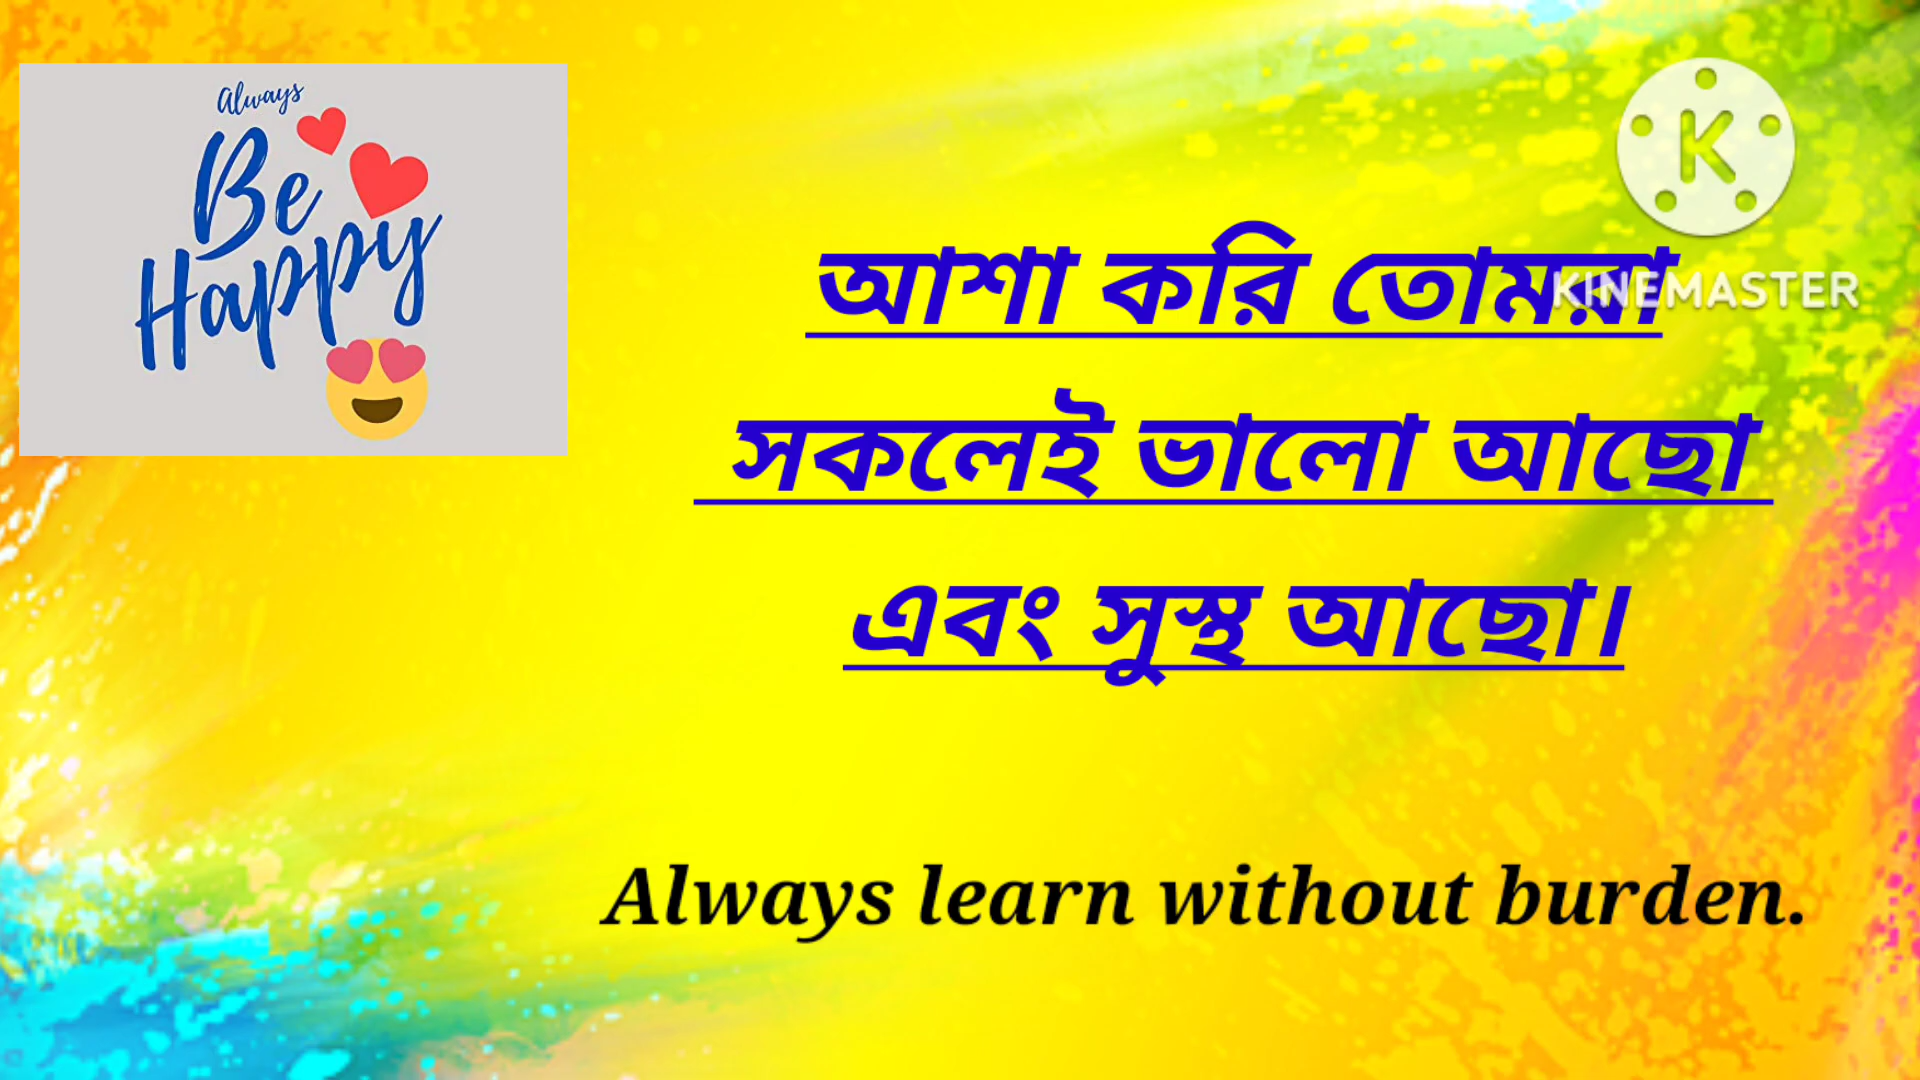 Always
Be
Happy
K
KINEMASTER
আশা করি তোমরা
সকলেই ভালো আছো
এবং সুস্থ আছো।
Always learn without burden.